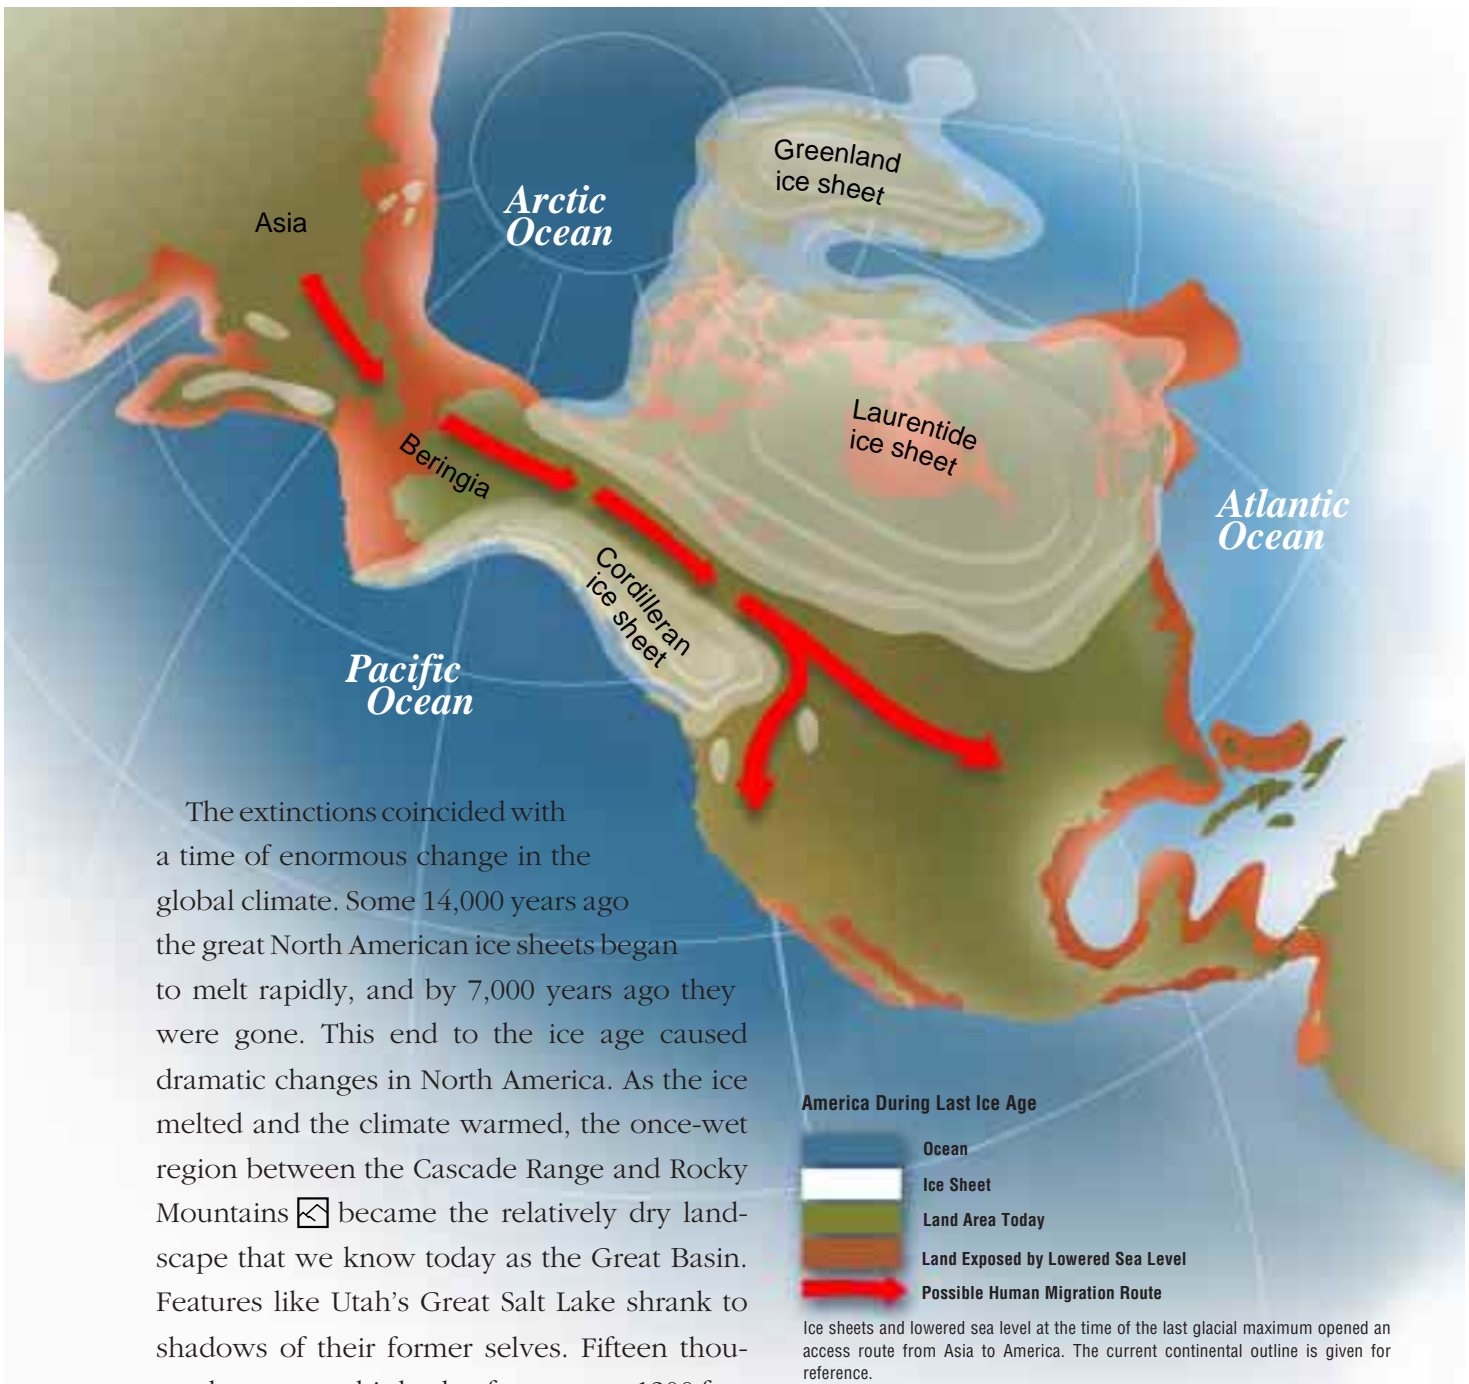 Greenland
ice sheet
Arctic
Ocean
Asia
Laurentide
ice sheet
Beringia
Atlantic
Ocean
Cordilleran
ice sheet
Pacific
Ocean
The extinctions coincided with
a time of enormous change in the
global climate. Some 14,000 years ago
the great North American ice sheets began
to melt rapidly, and by 7,000 years ago they
were gone. This end to the ice age caused
dramatic changes in North America. As the ice
melted and the climate warmed, the once-wet
region between the Cascade Range and Rocky
Mountains became the relatively dry land-
scape that we know today as the Great Basin.
Features like Utah's Great Salt Lake shrank to
shadows of their former selves. Fifteen thou-
America During Last Ice Age
Ocean
Ice Sheet
Land Area Today
Land Exposed by Lowered Sea Level
Possible Human Migration Route
Ice sheets and lowered sea level at the time of the last glacial maximum opened an
access route from Asia to America. The current continental outline is given for
reference.